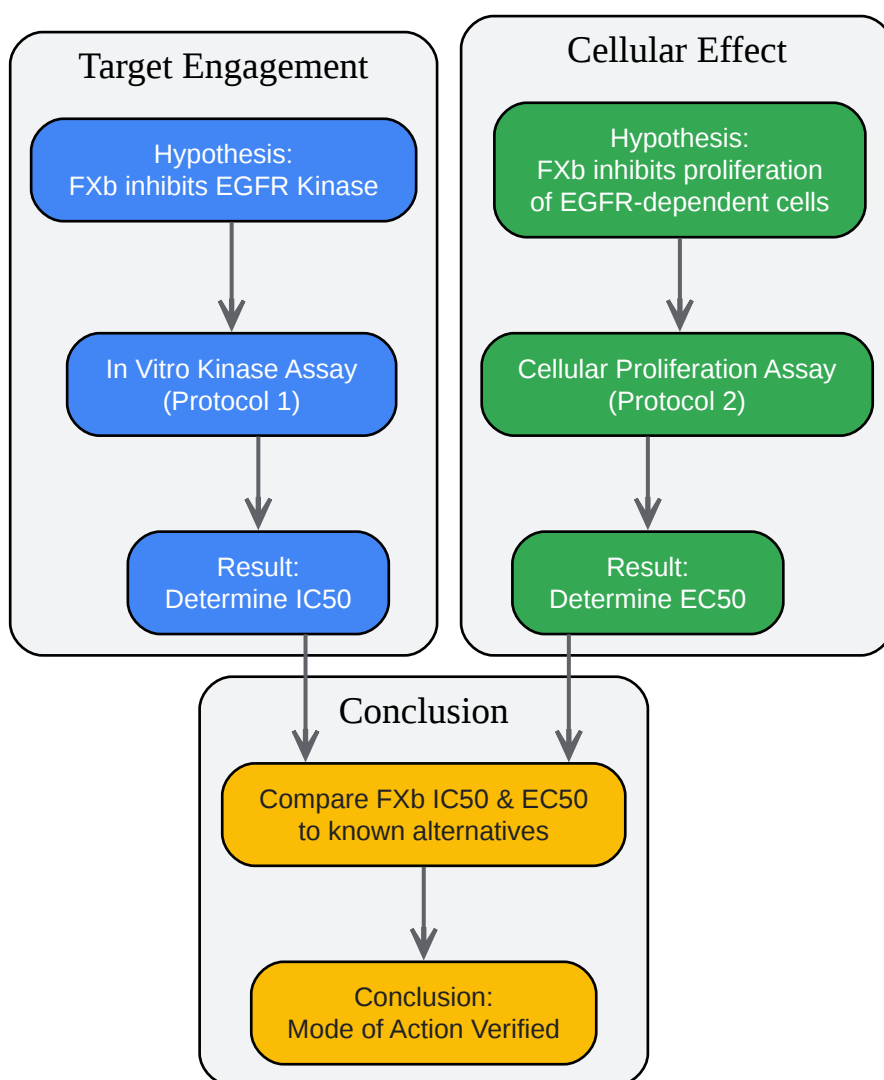 Target Engagement
Hypothesis:
FXb inhibits EGFR Kinase
In Vitro Kinase Assay
(Protocol 1)
Result:
Determine IC50
Cellular Effect
Hypothesis:
FXb inhibits proliferation
of EGFR-dependent cells
Cellular Proliferation Assay
(Protocol 2)
Result:
Determine EC50
Conclusion
Compare FXb IC50 & EC50
to known alternatives
Conclusion:
Mode of Action Verified